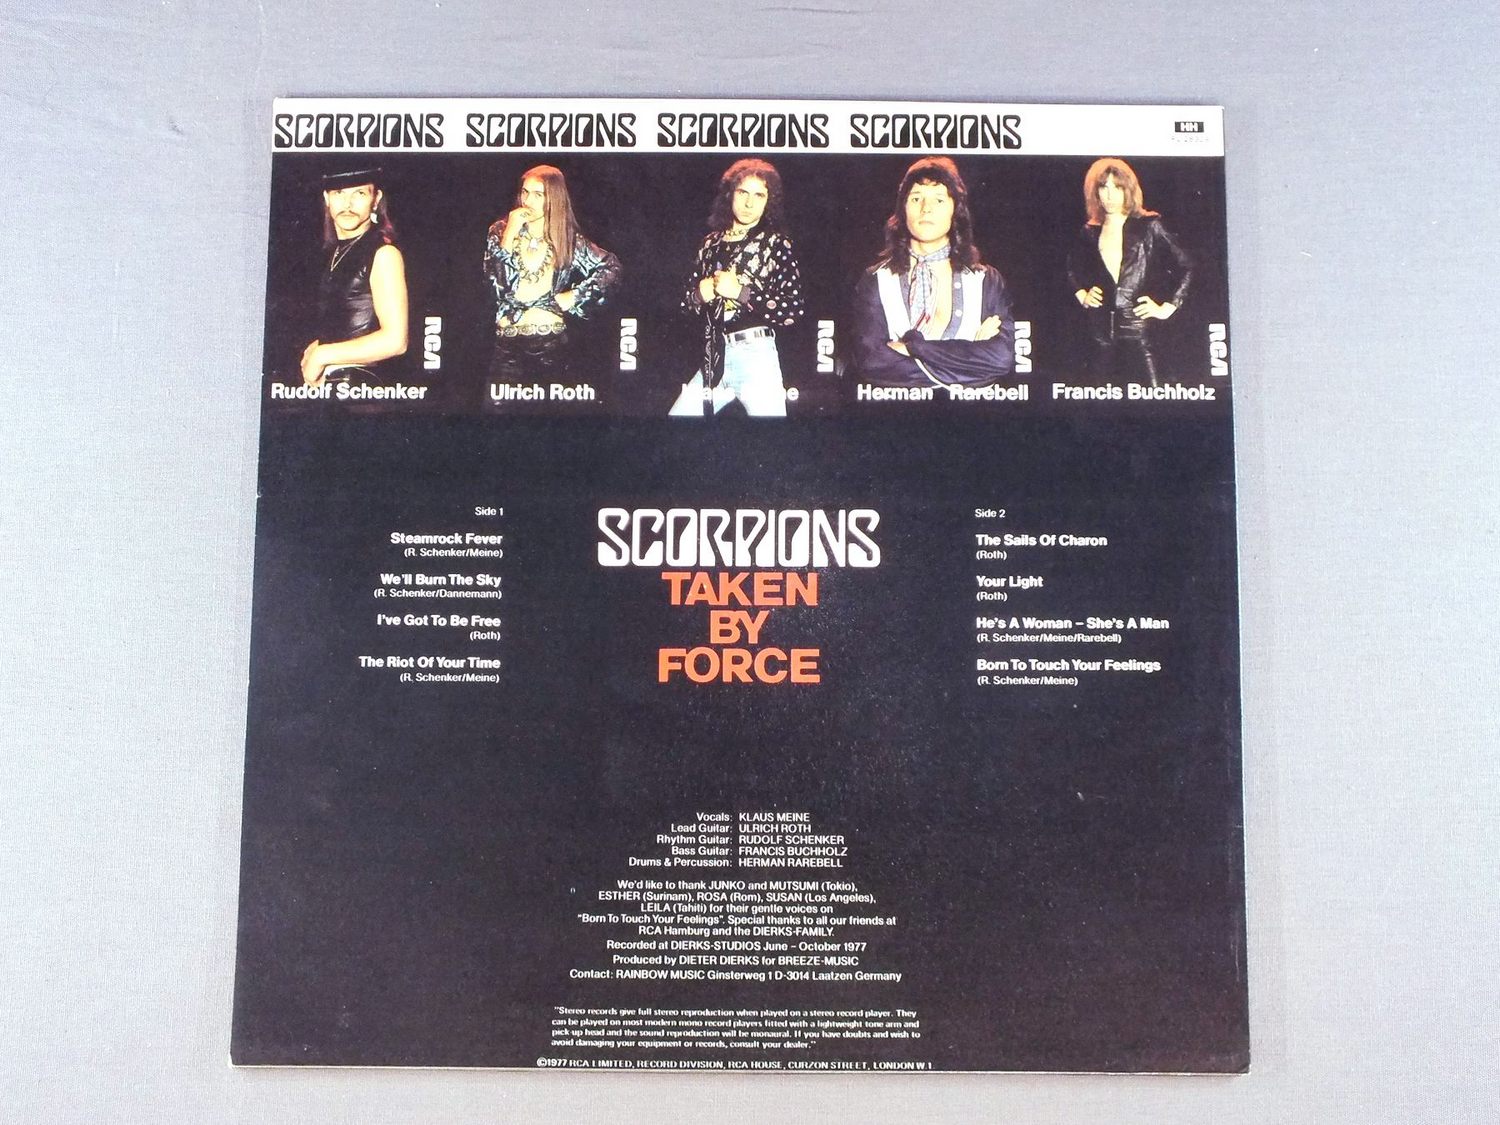 SCORPIONS SCORPIONS SCORPIONS SCORPIONS
HH
RCA
RCA
RCA
RCA
RCA
Rudolf Schenker
Ulrich Roth
Herman Rarebell
Francis Buchholz
Side 1
Steamrock Fever
(R. Schenker/Meine)
We'll Burn The Sky
(R. Schenker/Dannemann)
I've Got To Be Free
(Roth)
The Riot Of Your Time
(R. Schenker/Meine)
SCORPIONS
TAKEN
BY
FORCE
Side 2
The Sails Of Charon
(Roth)
Your Light
(Roth)
He's A Woman – She's A Man
(R. Schenker/Meine/Rarebell)
Born To Touch Your Feelings
(R. Schenker/Meine)
Vocals: KLAUS MEINE
Lead Guitar: ULRICH ROTH
Rhythm Guitar: RUDOLF SCHENKER
Bass Guitar: FRANCIS BUCHHOLZ
Drums & Percussion: HERMAN RAREBELL
We'd like to thank JUNKO and MUTSUMI (Tokio),
ESTHER (Surinam), ROSA (Rom), SUSAN (Los Angeles),
LEILA (Tahiti) for their gentle voices on
"Born To Touch Your Feelings". Special thanks to all our friends at
RCA Hamburg and the DIERKS-FAMILY.
Recorded at DIERKS-STUDIOS June – October 1977
Produced by DIETER DIERKS for BREEZE-MUSIC
Contact: RAINBOW MUSIC Ginsterweg 1 D-3014 Laatzen Germany
"Stereo records give full stereo reproduction when played on a stereo record player. They
can be played on most modern mono record players fitted with a lightweight tone arm and
pick-up head and the sound reproduction will be monaural. If you have doubts and wish to
avoid damaging your equipment or records, consult your dealer."
©1977 RCA LIMITED, RECORD DIVISION, RCA HOUSE, CURZON STREET, LONDON W.1.